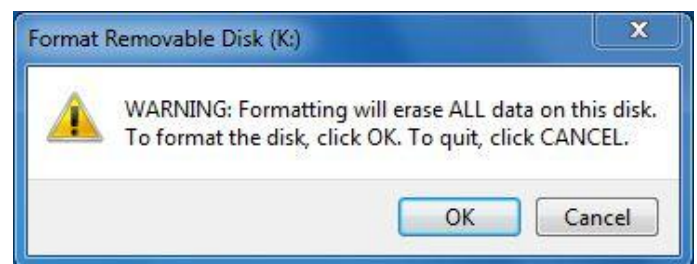 Format Removable Disk (K:)
WARNING: Formatting will erase ALL data on this disk.
To format the disk, click OK. To quit, click CANCEL.
OK
Cancel